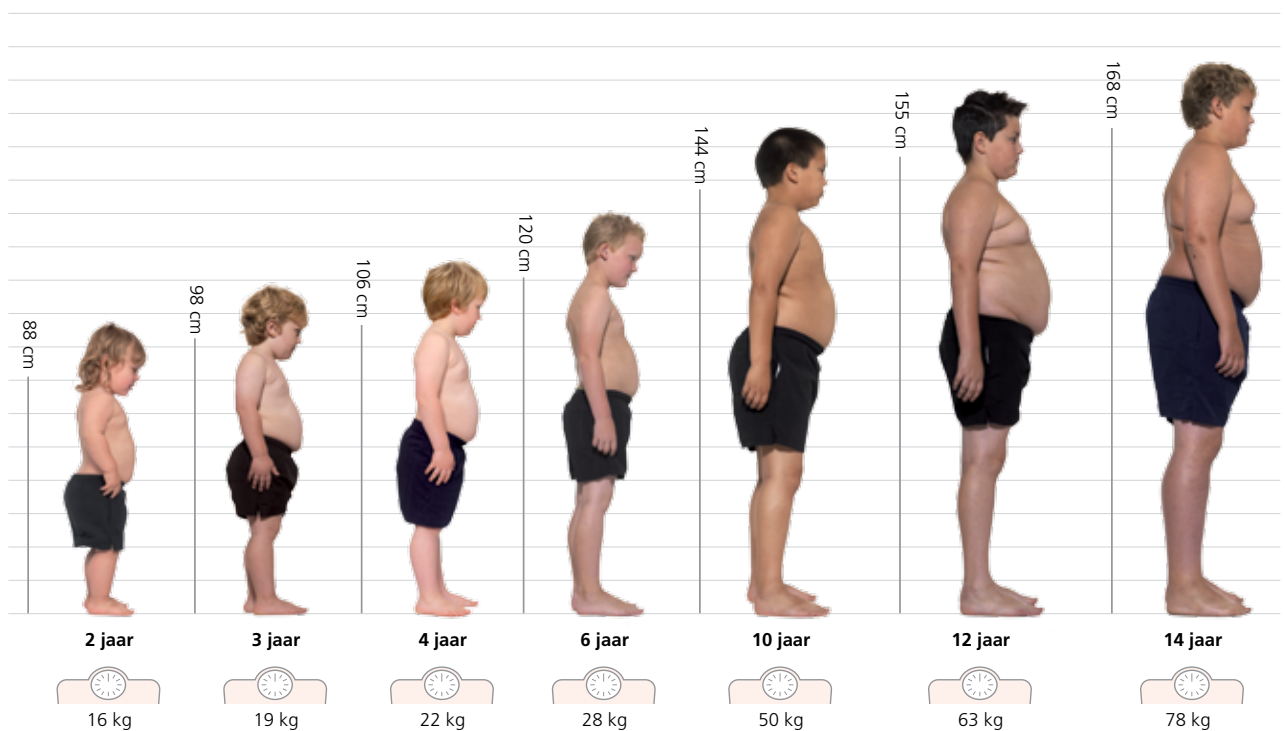 88 cm
98 cm
106 cm
120 cm
144 cm
155 cm
168 cm
2 jaar
3 jaar
4 jaar
6 jaar
10 jaar
12 jaar
14 jaar
16 kg
19 kg
22 kg
28 kg
50 kg
63 kg
78 kg